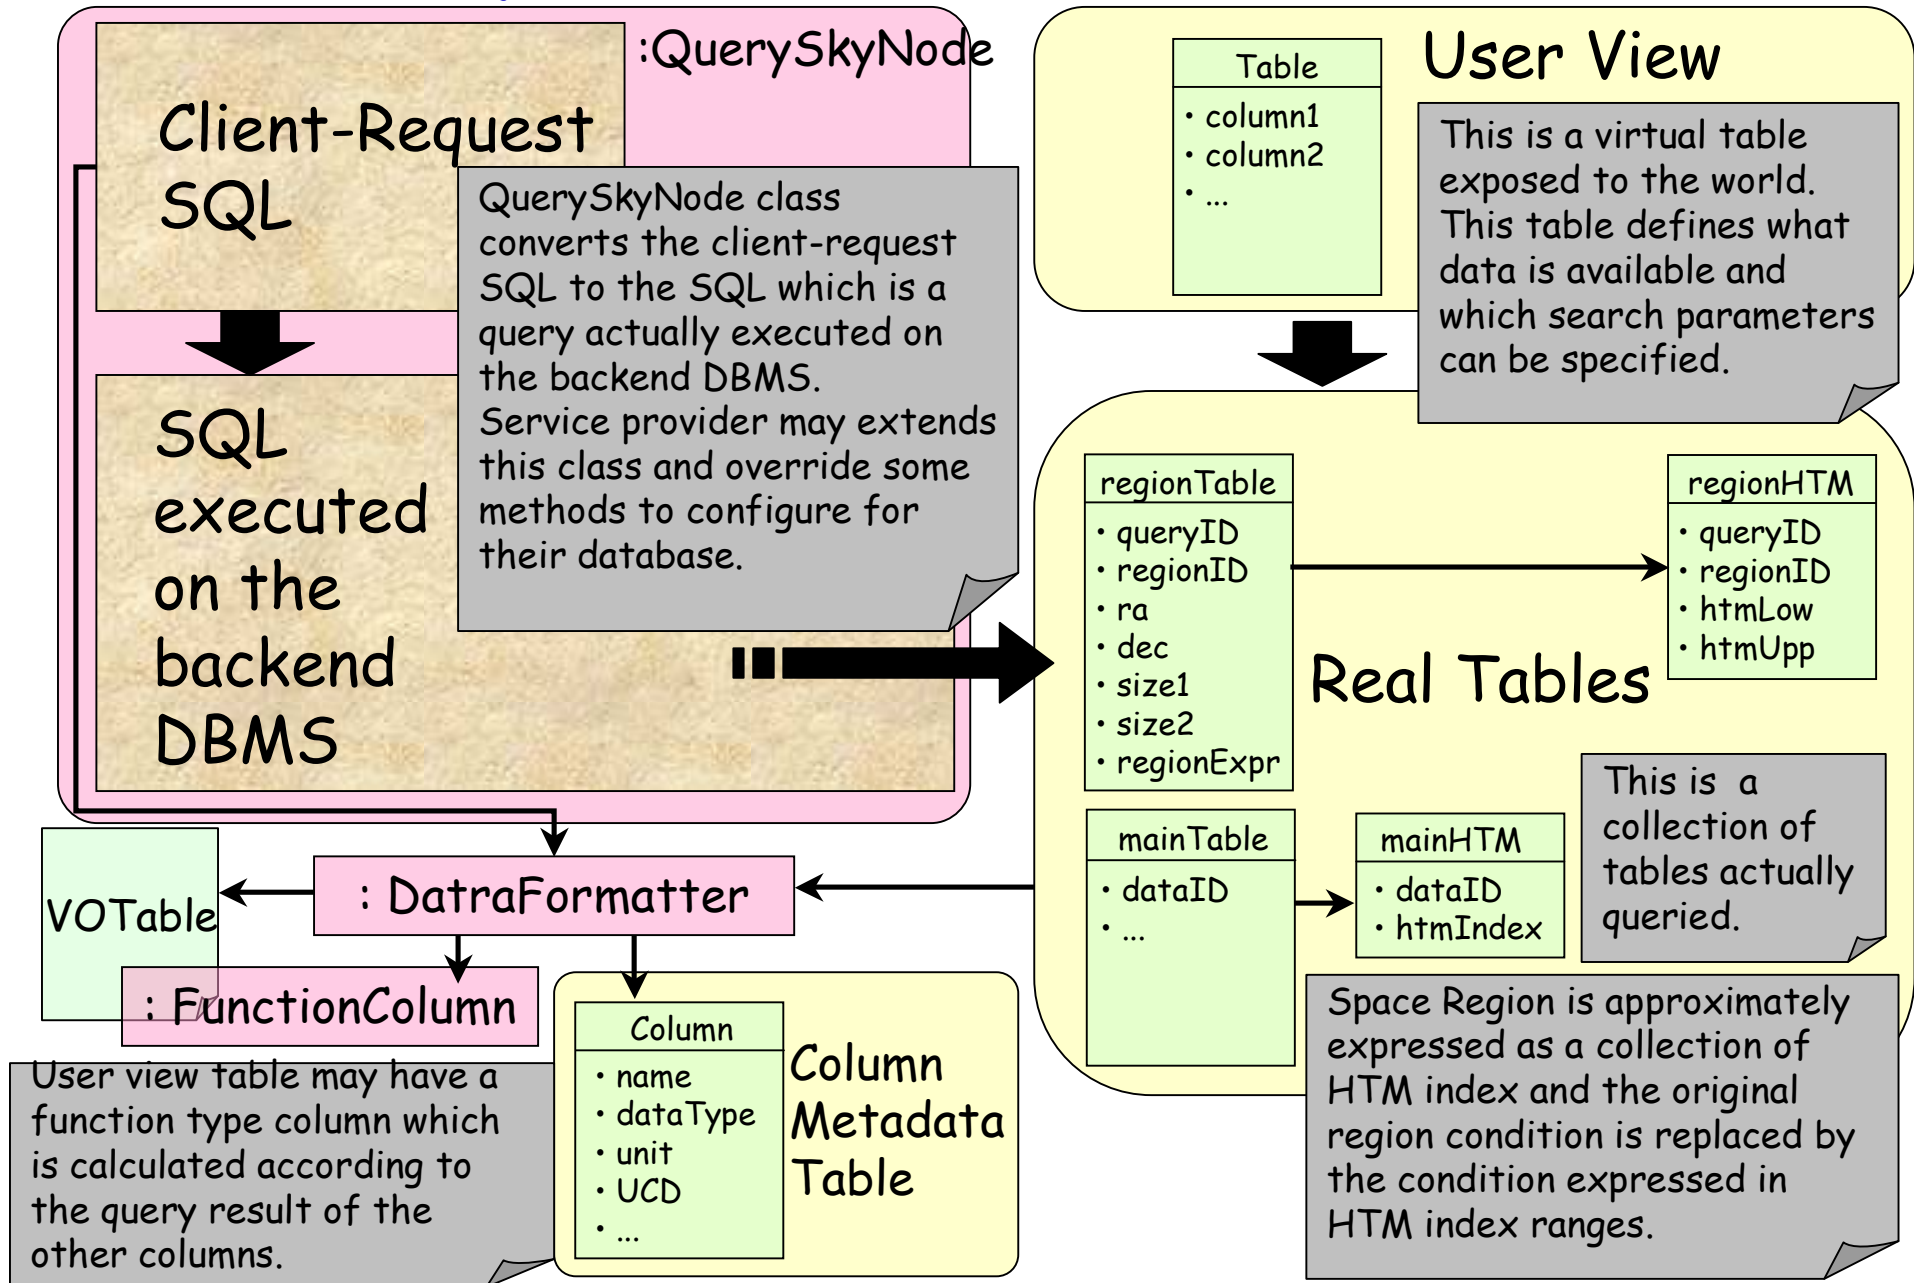 :QuerySkyNode
Client-Request
SQL
QuerySkyNode class
converts the client-request
SQL to the SQL which is a
query actually executed on
the backend DBMS.
Service provider may extends
this class and override some
methods to configure for
their database.
SQL
executed
on the
backend
DBMS
User View
Table
・column1
・column2
・...
This is a virtual table
exposed to the world.
This table defines what
data is available and
which search parameters
can be specified.
regionTable
・queryID
・regionID
・ra
・dec
・size1
・size2
・regionExpr
regionHTM
・queryID
・regionID
・htmLow
・htmUpp
Real Tables
mainTable
・dataID
・...
mainHTM
・dataID
・htmIndex
This is a
collection of
tables actually
queried.
Space Region is approximately
expressed as a collection of
HTM index and the original
region condition is replaced by
the condition expressed in
HTM index ranges.
VOTable
: DatraFormatter
: FunctionColumn
User view table may have a
function type column which
is calculated according to
the query result of the
other columns.
Column
・name
・dataType
・unit
・UCD
・...
Column
Metadata
Table